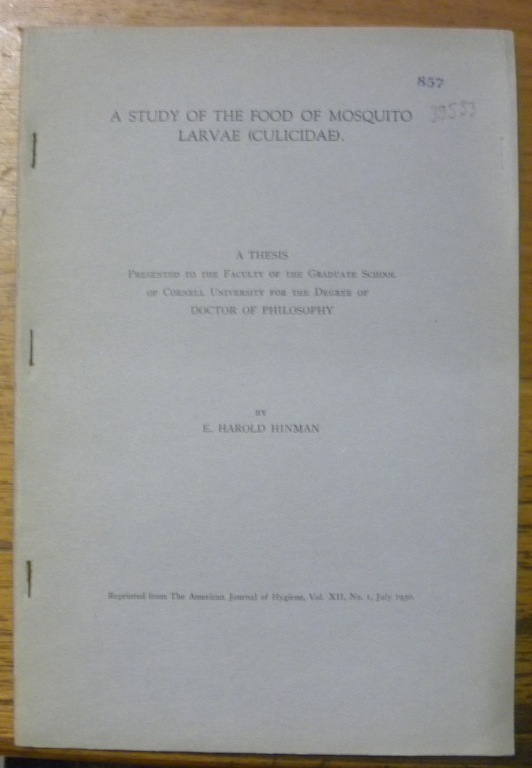 857
39553
A STUDY OF THE FOOD OF MOSQUITO
LARVAE (CULICIDAE).
A THESIS
Presented to the Faculty of the Graduate School
of Cornell University for the Degree of
DOCTOR OF PHILOSOPHY
BY
E. HAROLD HINMAN
Reprinted from The American Journal of Hygiene, Vol. XII, No. 1, July 1930.